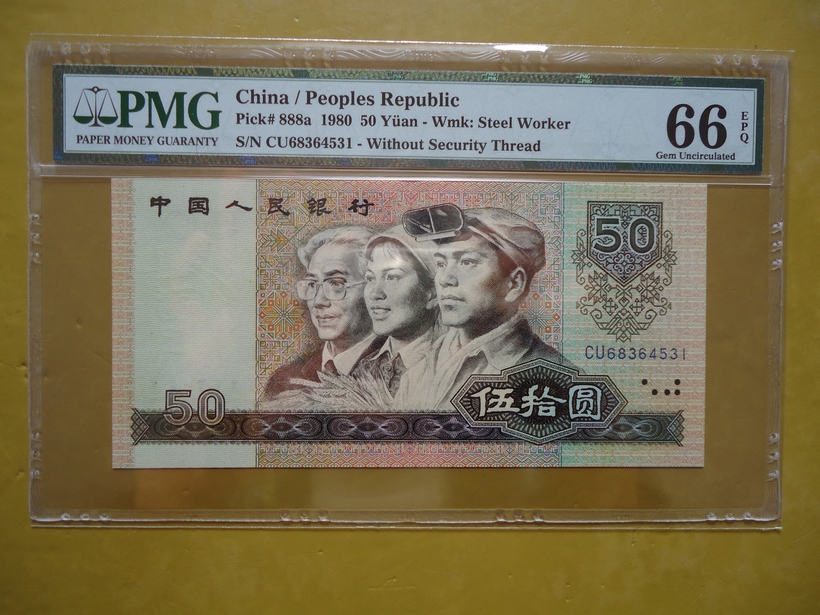 PMG
PAPER MONEY GUARANTY
China / Peoples Republic
Pick# 888a 1980 50 Yüan - Wmk: Steel Worker
S/N CU68364531 - Without Security Thread
66 EPQ
Gem Uncirculated
中国人民银行
50
CU68364531
50
伍拾圆